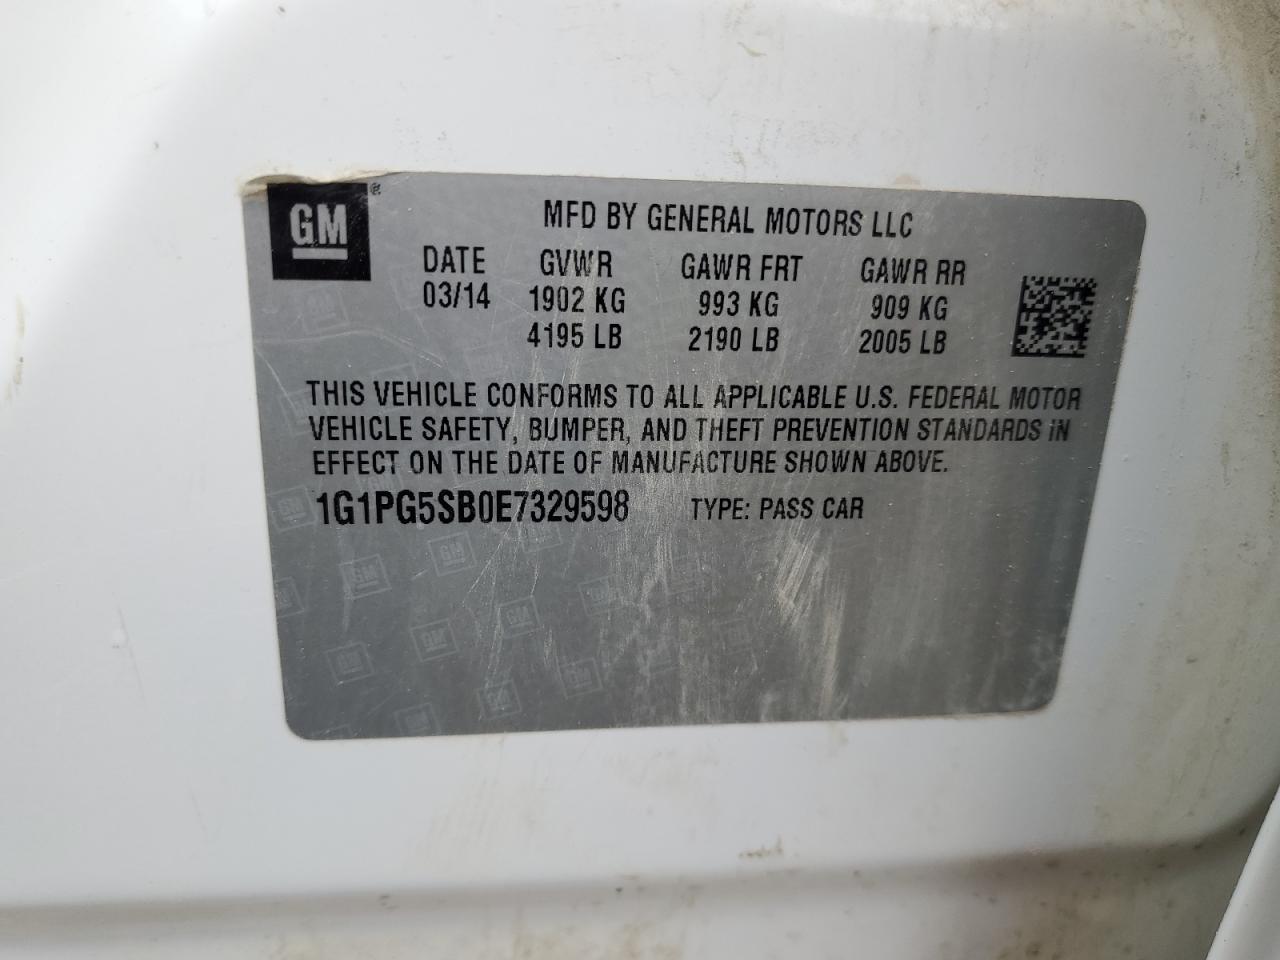 GM®
MFD BY GENERAL MOTORS LLC
DATE GVWR GAWR FRT GAWR RR
03/14 1902 KG 993 KG 909 KG
4195 LB 2190 LB 2005 LB
THIS VEHICLE CONFORMS TO ALL APPLICABLE U.S. FEDERAL MOTOR
VEHICLE SAFETY, BUMPER, AND THEFT PREVENTION STANDARDS IN
EFFECT ON THE DATE OF MANUFACTURE SHOWN ABOVE.
1G1PG5SB0E7329598 TYPE: PASS CAR